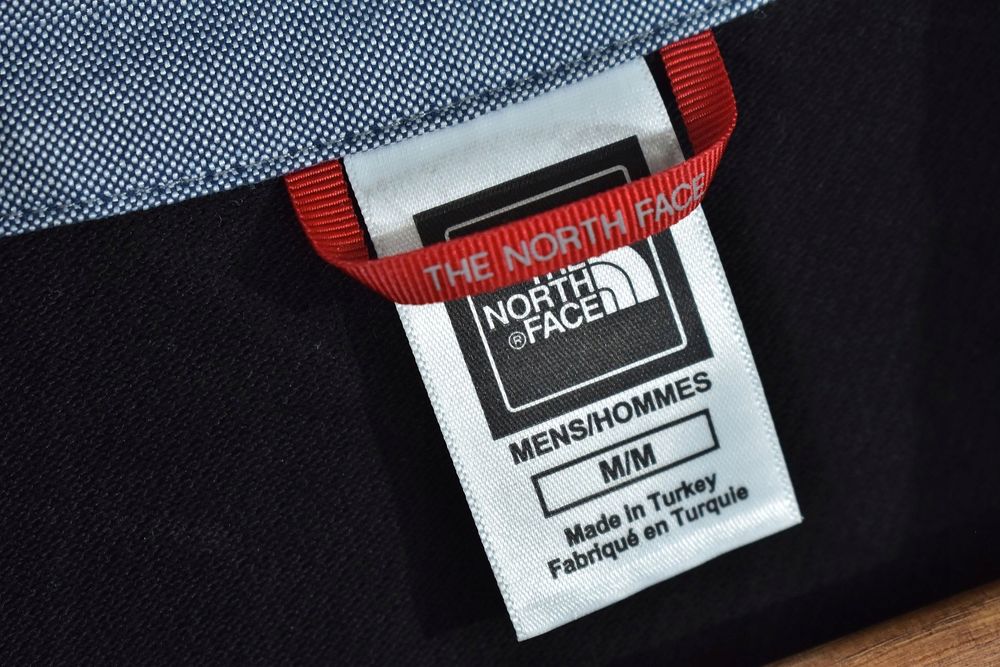 THE NORTH FACE
THE
NORTH
FACE
®
MENS/HOMMES
M/M
Made in Turkey
Fabriqué en Turquie